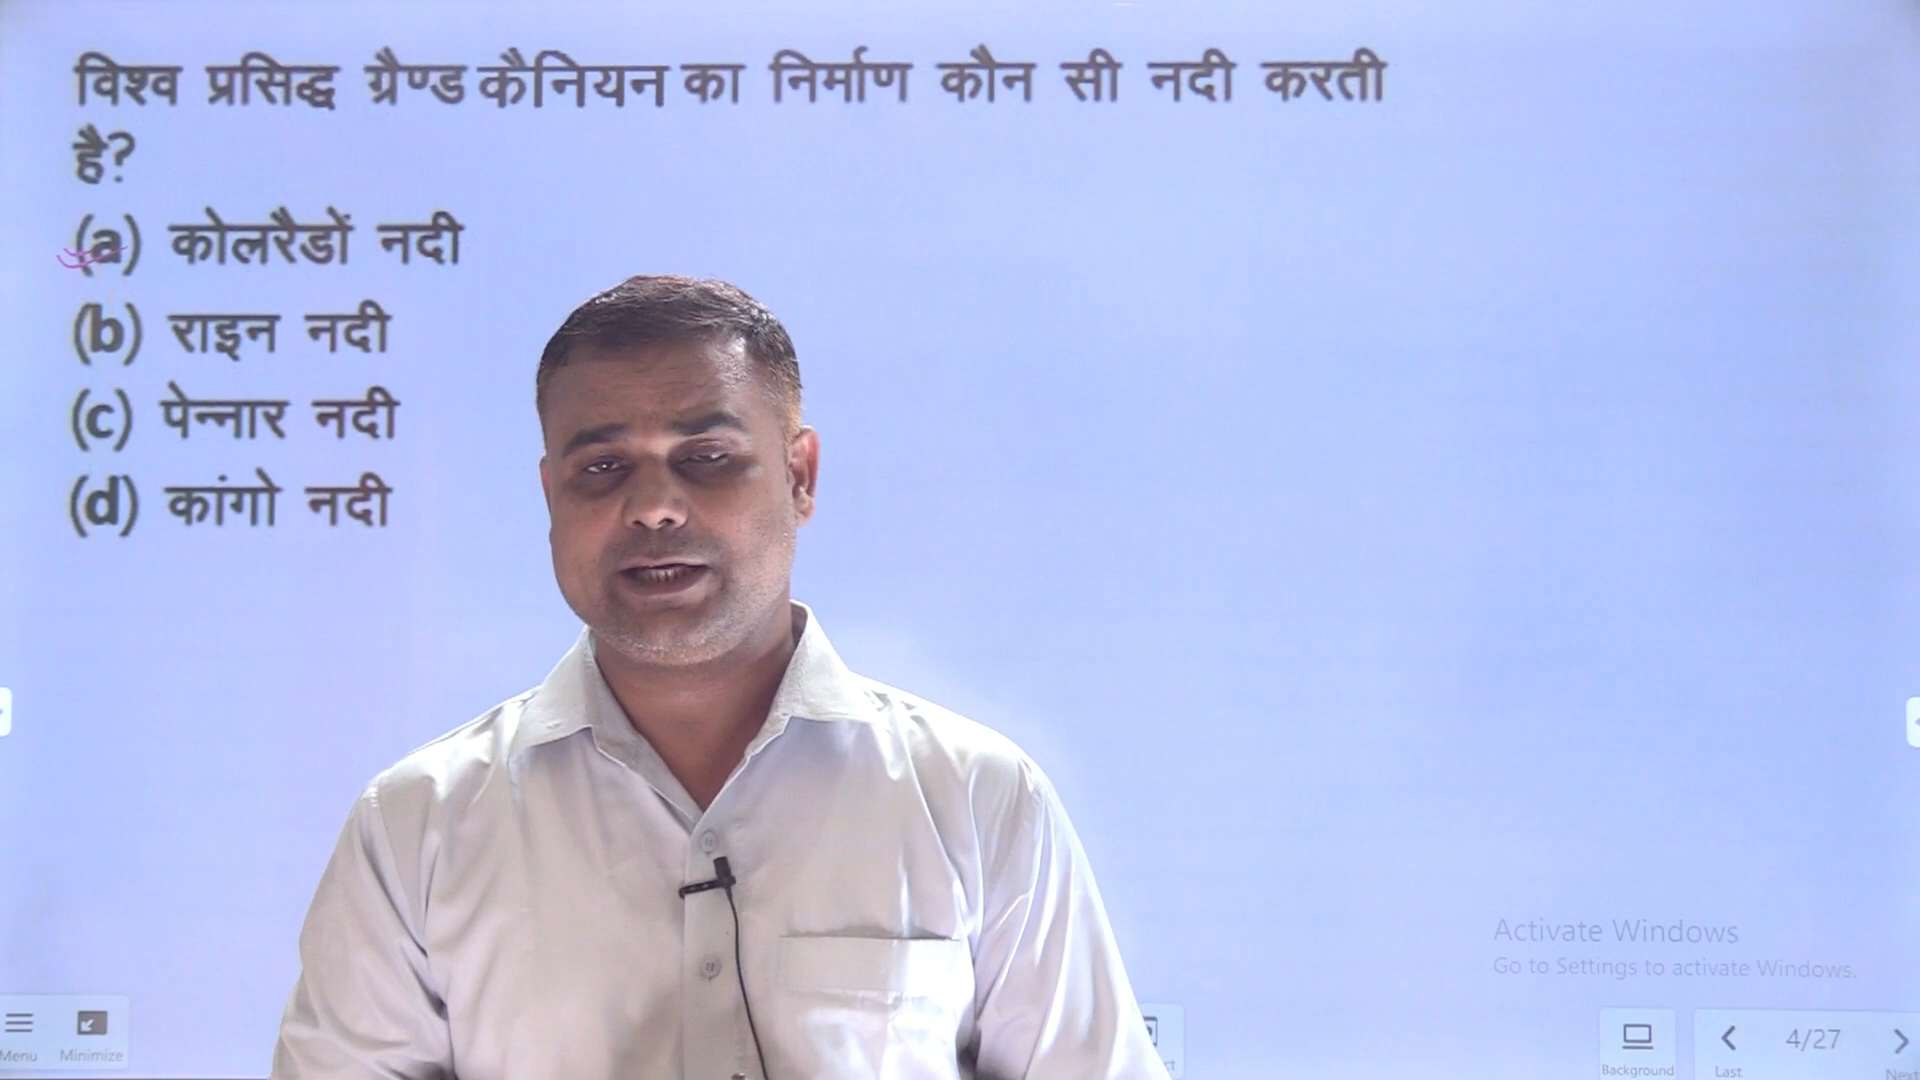 विश्व प्रसिद्ध ग्रैण्ड कैनियन का निर्माण कौन सी नदी करती
है?
(a) कोलरैडों नदी
(b) राइन नदी
(c) पेन्नार नदी
(d) कांगो नदी
Activate Windows
Go to Settings to activate Windows.
Menu
Minimize
Background
Last
4/27
Next